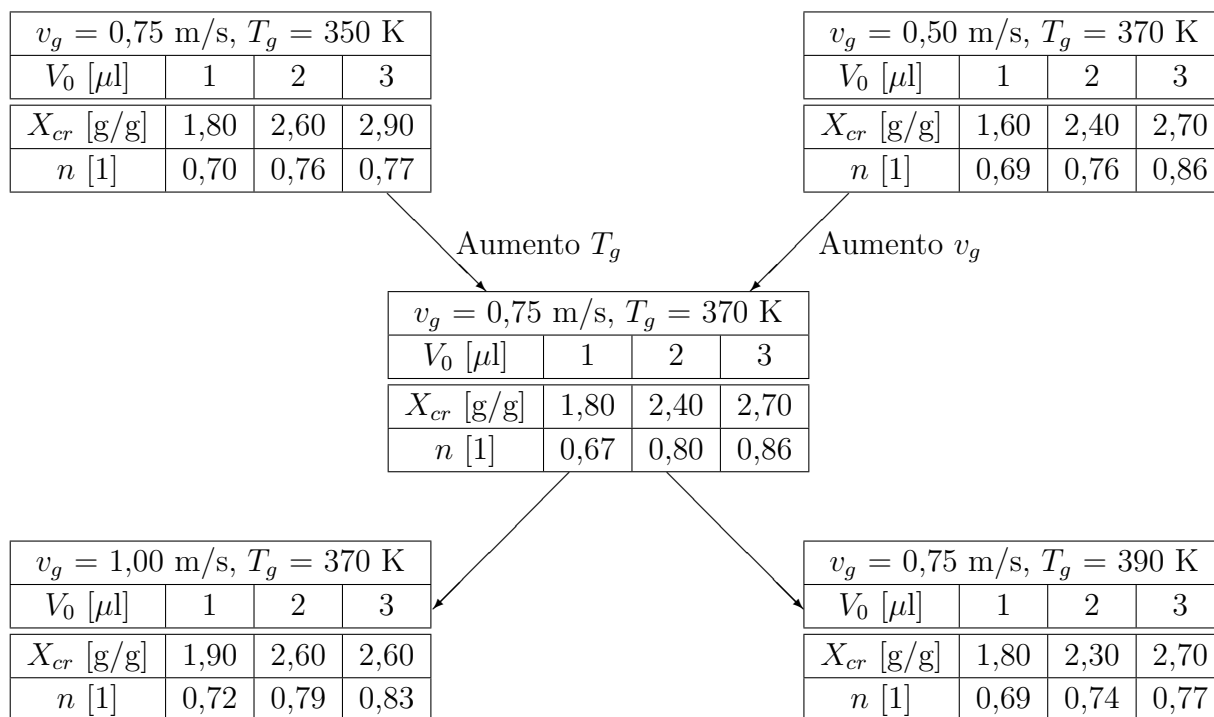 v_g = 0,75 m/s, T_g = 350 K
V_0 [μl] 1 2 3
X_cr [g/g] 1,80 2,60 2,90
n [1] 0,70 0,76 0,77
v_g = 0,50 m/s, T_g = 370 K
V_0 [μl] 1 2 3
X_cr [g/g] 1,60 2,40 2,70
n [1] 0,69 0,76 0,86
Aumento T_g
Aumento v_g
v_g = 0,75 m/s, T_g = 370 K
V_0 [μl] 1 2 3
X_cr [g/g] 1,80 2,40 2,70
n [1] 0,67 0,80 0,86
v_g = 1,00 m/s, T_g = 370 K
V_0 [μl] 1 2 3
X_cr [g/g] 1,90 2,60 2,60
n [1] 0,72 0,79 0,83
v_g = 0,75 m/s, T_g = 390 K
V_0 [μl] 1 2 3
X_cr [g/g] 1,80 2,30 2,70
n [1] 0,69 0,74 0,77